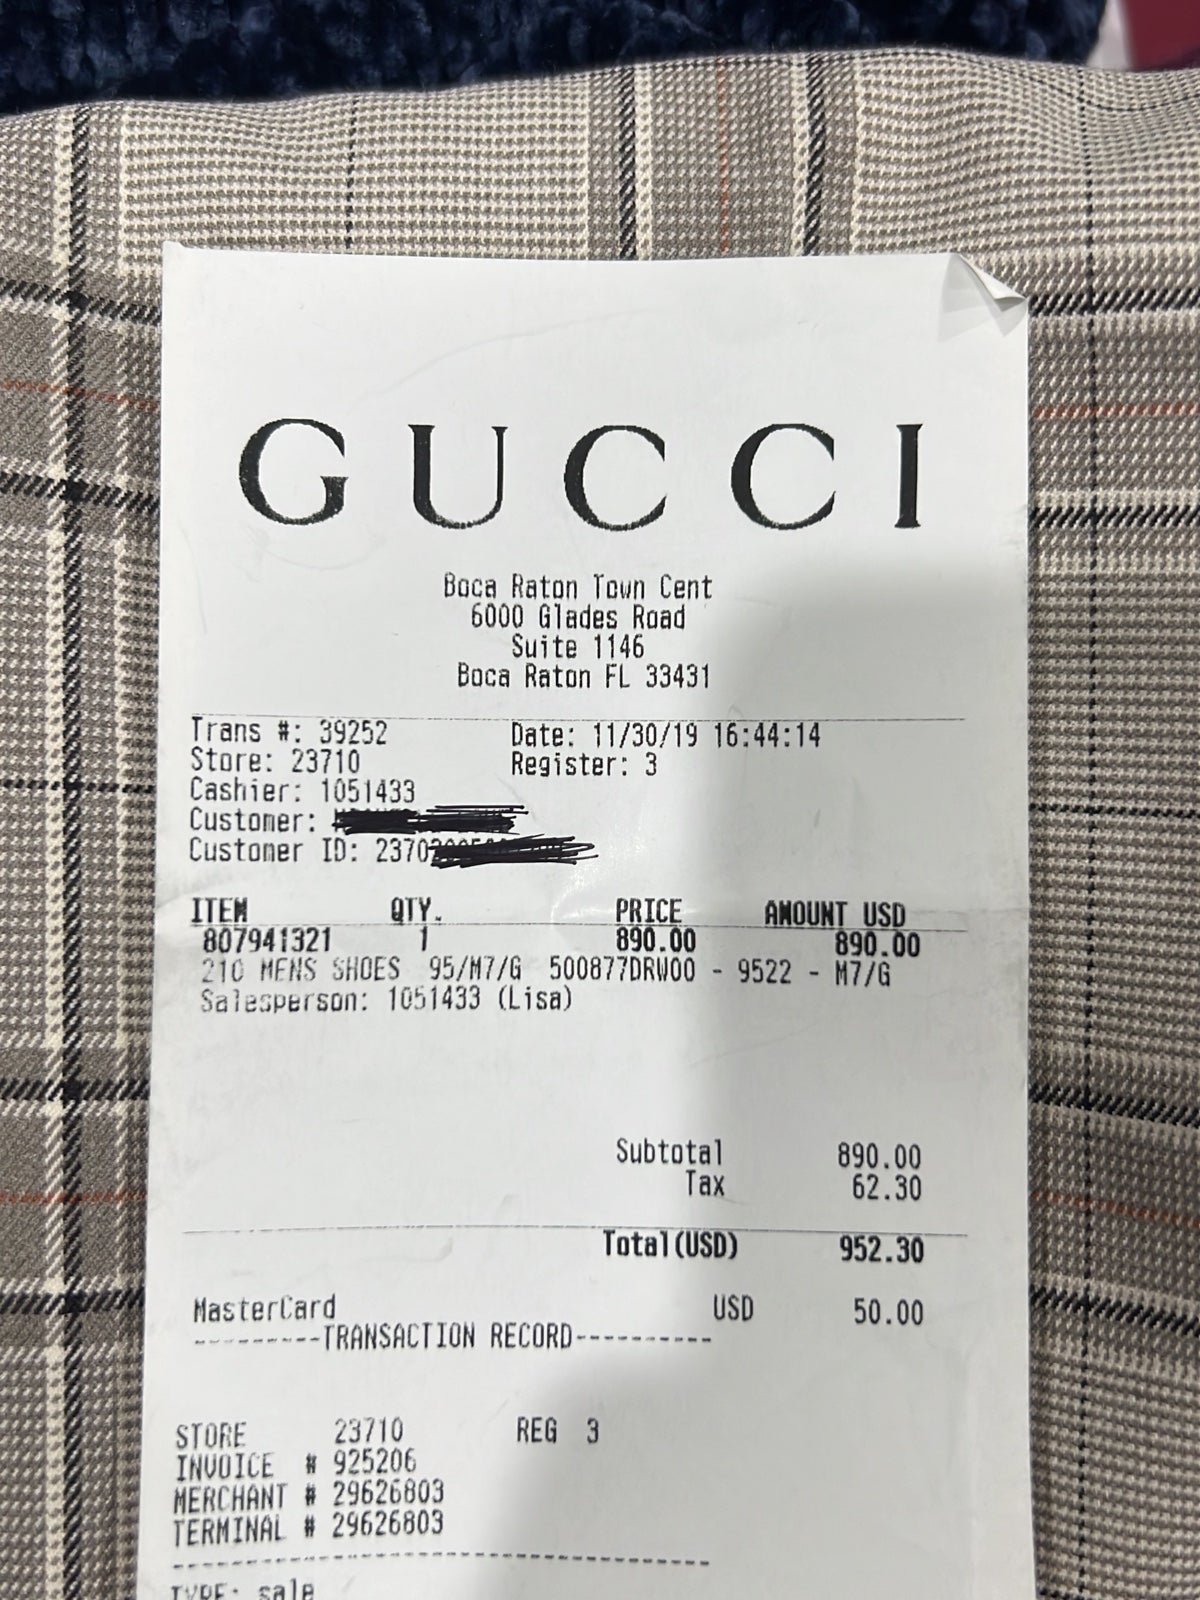 GUCCI
Boca Raton Town Cent
6000 Glades Road
Suite 1146
Boca Raton FL 33431
Trans #: 39252 Date: 11/30/19 16:44:14
Store: 23710 Register: 3
Cashier: 1051433
Customer:
Customer ID: 2370
ITEM QTY. PRICE AMOUNT USD
807941321 1 890.00 890.00
210 MENS SHOES 95/M7/G 500877DRW00 - 9522 - M7/G
Salesperson: 1051433 (Lisa)
Subtotal 890.00
Tax 62.30
Total(USD) 952.30
MasterCard USD 50.00
---------TRANSACTION RECORD----------
STORE 23710 REG 3
INVOICE # 925206
MERCHANT # 29626803
TERMINAL # 29626803
TYPE: sale